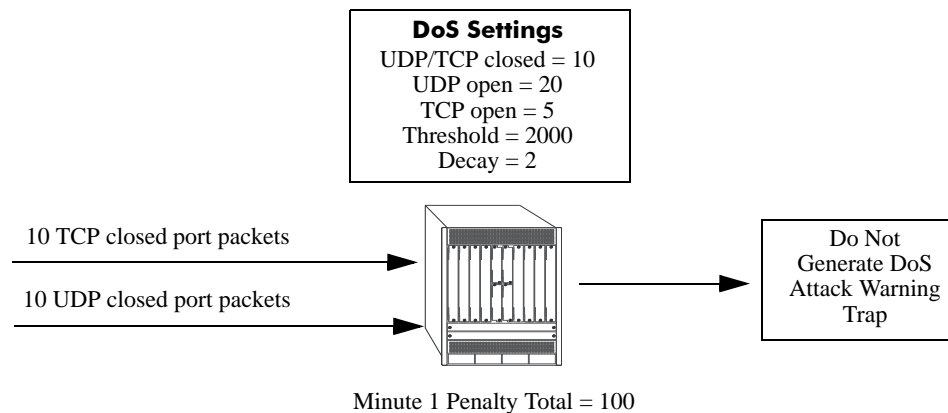 DoS Settings
UDP/TCP closed = 10
UDP open = 20
TCP open = 5
Threshold = 2000
Decay = 2
10 TCP closed port packets
10 UDP closed port packets
Do Not
Generate DoS
Attack Warning
Trap
Minute 1 Penalty Total = 100